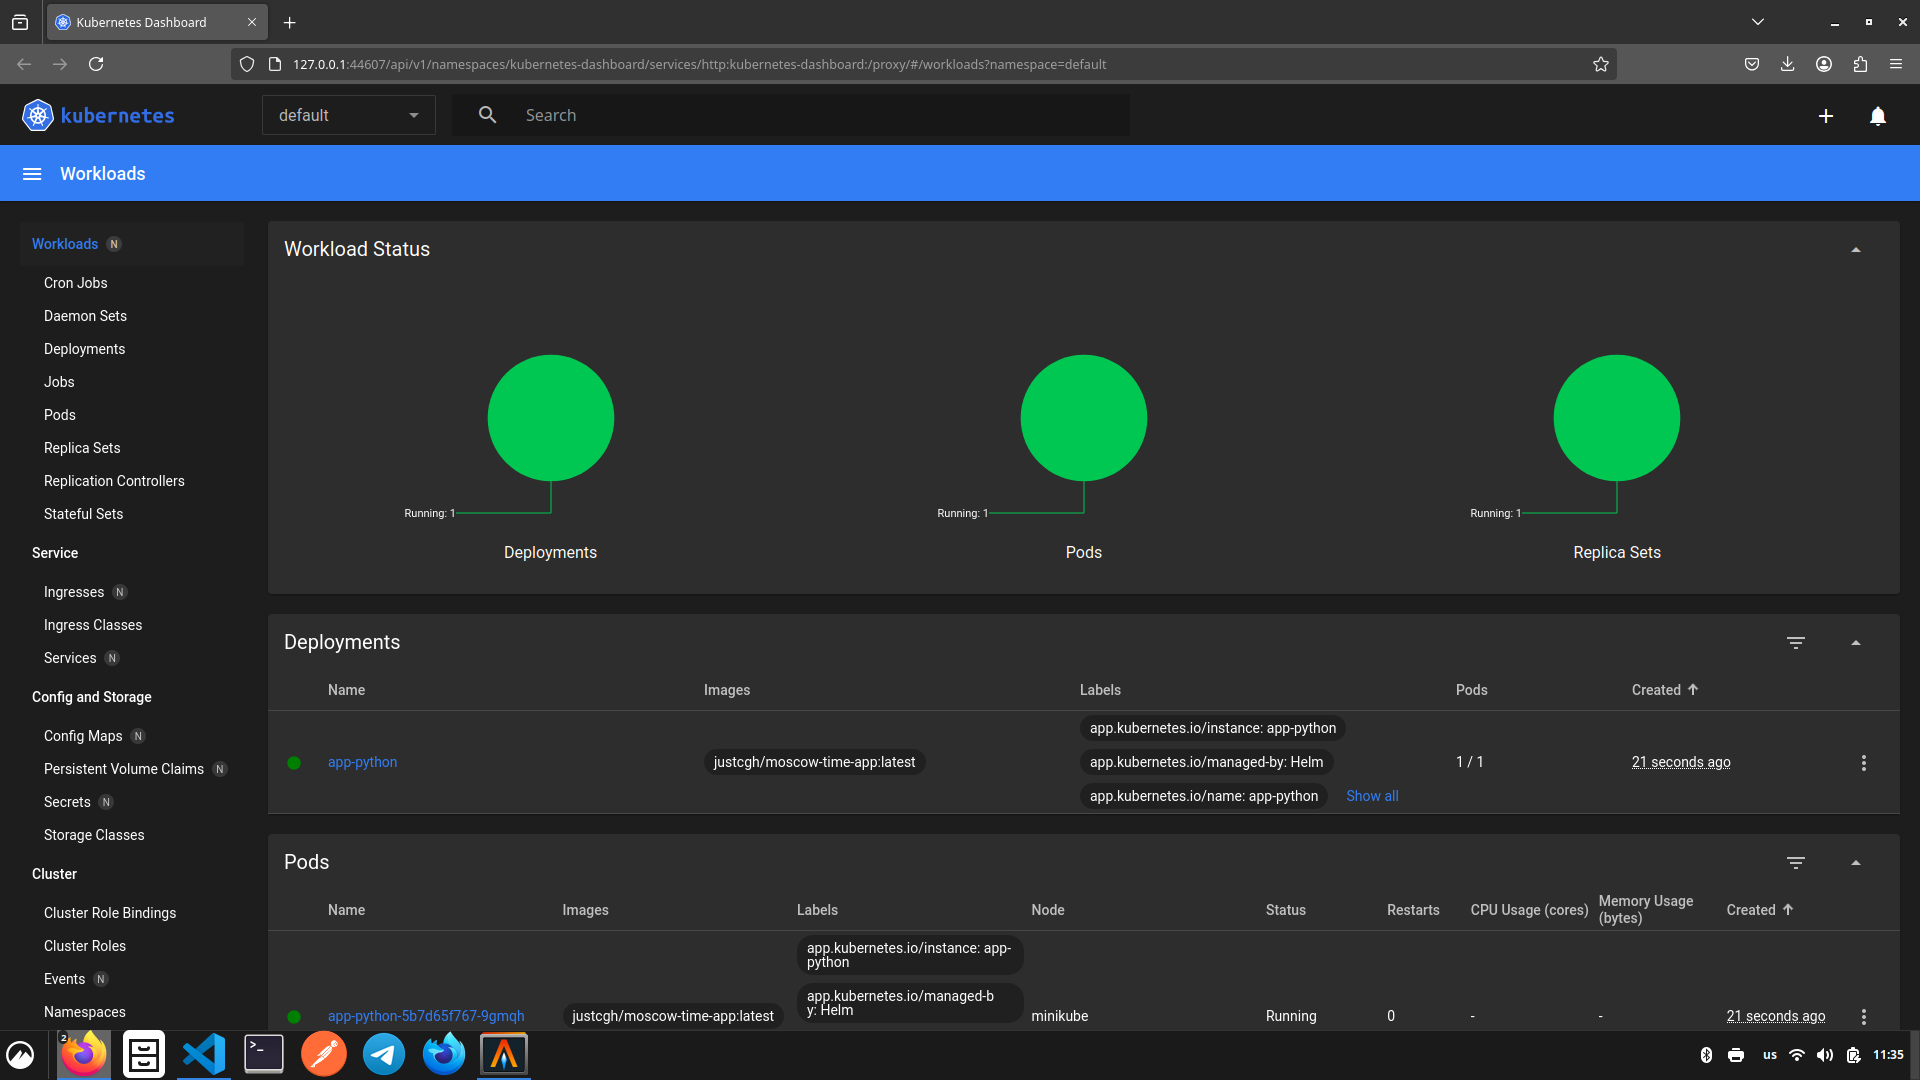 Kubernetes Dashboard
127.0.0.1:44607/api/v1/namespaces/kubernetes-dashboard/services/http:kubernetes-dashboard:/proxy/#/workloads?namespace=default
kubernetes
default
Search
Workloads
Workloads N
Cron Jobs
Daemon Sets
Deployments
Jobs
Pods
Replica Sets
Replication Controllers
Stateful Sets
Service
Ingresses N
Ingress Classes
Services N
Config and Storage
Config Maps N
Persistent Volume Claims N
Secrets N
Storage Classes
Cluster
Cluster Role Bindings
Cluster Roles
Events N
Namespaces
Workload Status
Running: 1
Running: 1
Running: 1
Deployments
Pods
Replica Sets
Deployments
Name Images Labels Pods Created
app-python
justcgh/moscow-time-app:latest
app.kubernetes.io/instance: app-python
app.kubernetes.io/managed-by: Helm
app.kubernetes.io/name: app-python
Show all
1 / 1
21 seconds ago
Pods
Name Images Labels Node Status Restarts CPU Usage (cores) Memory Usage
(bytes) Created
app-python-5b7d65f767-9gmqh
justcgh/moscow-time-app:latest
app.kubernetes.io/instance: app-
python
app.kubernetes.io/managed-b
y: Helm
minikube
Running
0
-
-
21 seconds ago
2
>_
us
11:35